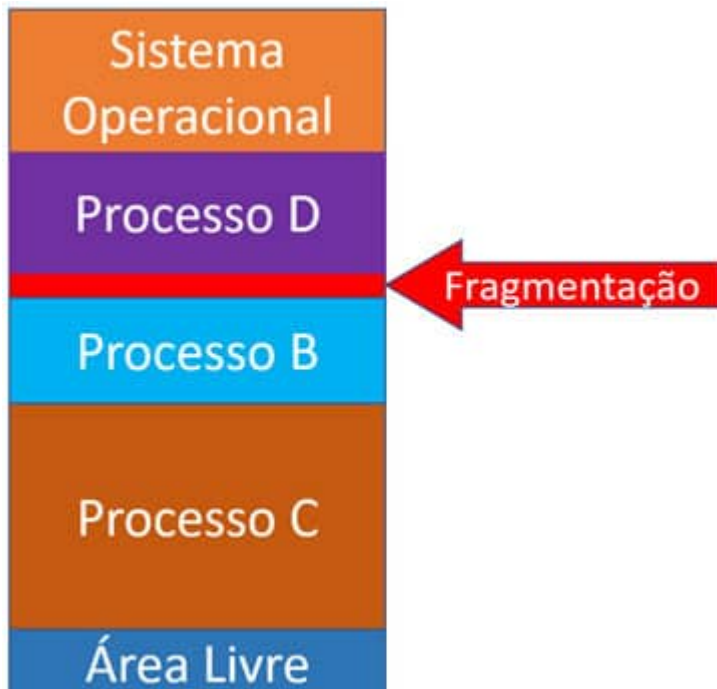 Sistema
Operacional
Processo D
Fragmentação
Processo B
Processo C
Área Livre